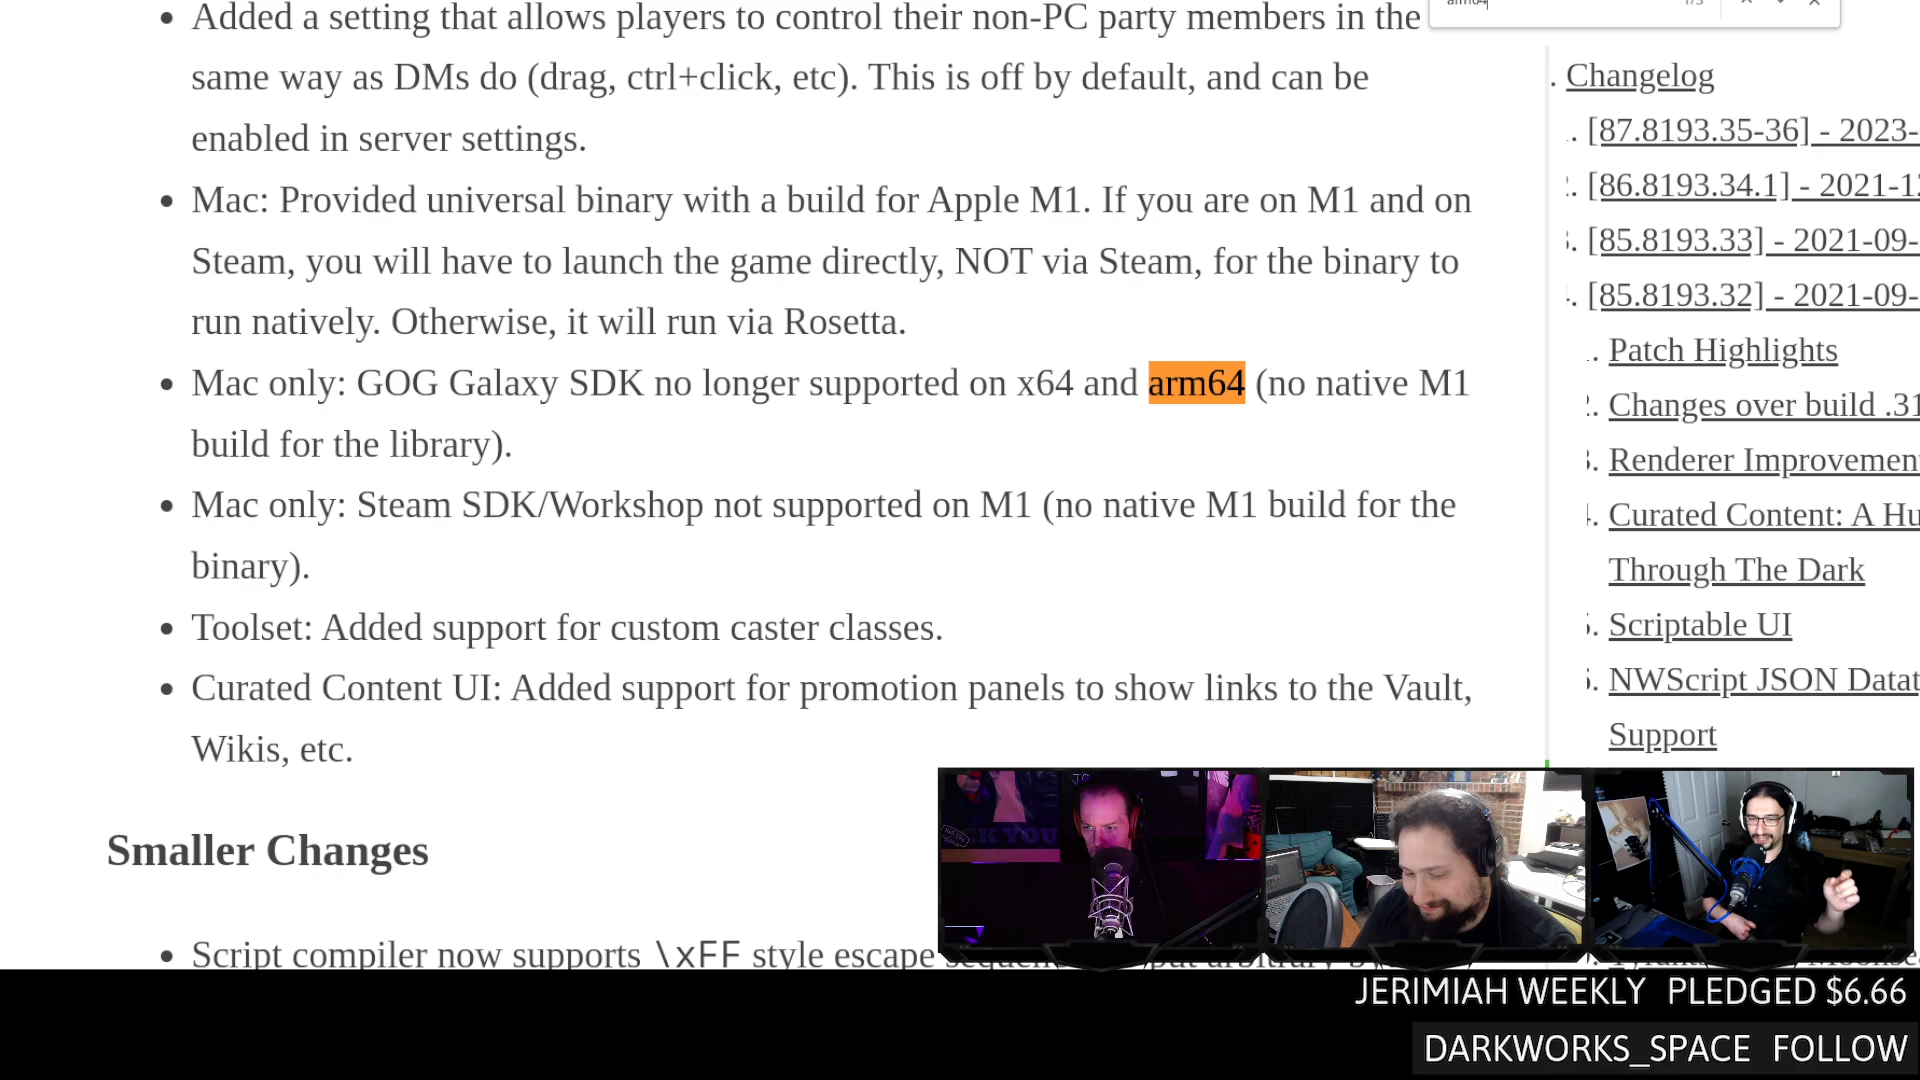 Added a setting that allows players to control their non-PC party members in the
same way as DMs do (drag, ctrl+click, etc). This is off by default, and can be
enabled in server settings.
Mac: Provided universal binary with a build for Apple M1. If you are on M1 and on
Steam, you will have to launch the game directly, NOT via Steam, for the binary to
run natively. Otherwise, it will run via Rosetta.
Mac only: GOG Galaxy SDK no longer supported on x64 and arm64 (no native M1
build for the library).
Mac only: Steam SDK/Workshop not supported on M1 (no native M1 build for the
binary).
Toolset: Added support for custom caster classes.
Curated Content UI: Added support for promotion panels to show links to the Vault,
Wikis, etc.
Smaller Changes
Script compiler now supports \xFF style escape
Changelog
[87.8193.35-36] - 2023-
[86.8193.34.1] - 2021-12
[85.8193.33] - 2021-09-
[85.8193.32] - 2021-09-
Patch Highlights
Changes over build .31
Renderer Improvement
Curated Content: A Hu
Through The Dark
Scriptable UI
NWScript JSON Datat
Support
JERIMIAH WEEKLY PLEDGED $6.66
DARKWORKS_SPACE FOLLOW